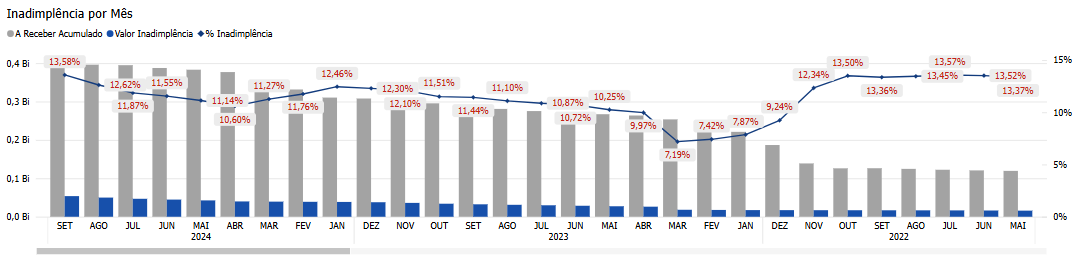 Inadimplência por Mês
A Receber Acumulado Valor Inadimplência % Inadimplência
0,4 Bi
0,3 Bi
0,2 Bi
0,1 Bi
0,0 Bi
13,58% 12,62% 11,87% 11,55% 11,14% 10,60% 11,27% 11,76% 12,46% 12,30% 12,10% 11,51% 11,44% 11,10% 10,87% 10,72% 10,25% 9,97% 7,19% 7,42% 7,87% 9,24% 12,34% 13,50% 13,36% 13,45% 13,57% 13,52% 13,37%
15%
10%
5%
0%
SET AGO JUL JUN MAI ABR MAR FEV JAN DEZ NOV OUT SET AGO JUL JUN MAI ABR MAR FEV JAN DEZ NOV OUT SET AGO JUL JUN MAI
2024 2023 2022